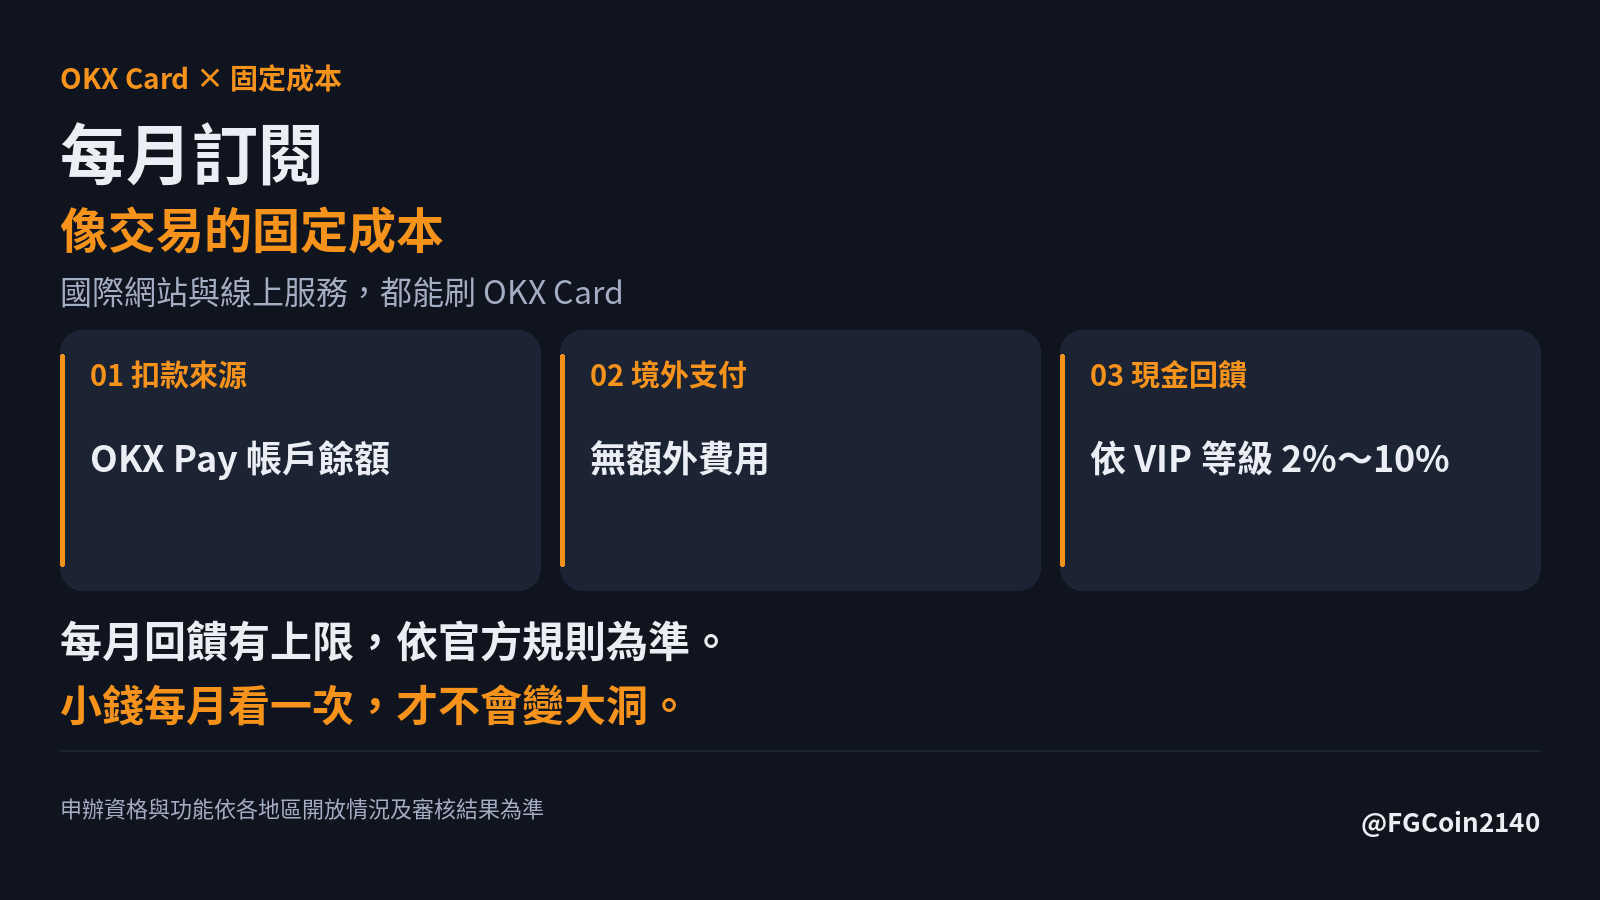 OKX Card × 固定成本
每月訂閱
像交易的固定成本
國際網站與線上服務，都能刷 OKX Card
01 扣款來源
OKX Pay 帳戶餘額
02 境外支付
無額外費用
03 現金回饋
依 VIP 等級 2%～10%
每月回饋有上限，依官方規則為準。
小錢每月看一次，才不會變大洞。
申辦資格與功能依各地區開放情況及審核結果為準
@FGCoin2140